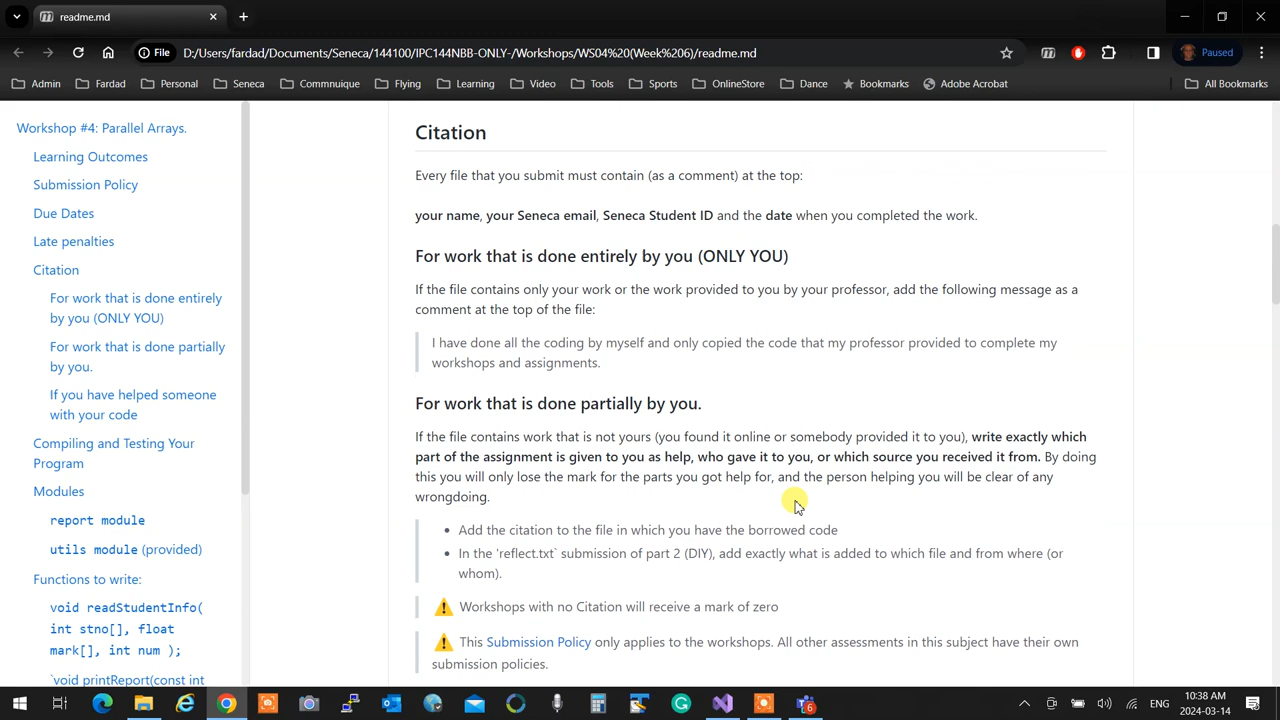 readme.md
File
D:/Users/fardad/Documents/Seneca/144100/IPC144NBB-ONLY-/Workshops/WS04%20(Week%206)/readme.md
Paused
Admin
Fardad
Personal
Seneca
Commnuique
Flying
Learning
Video
Tools
Sports
OnlineStore
Dance
Bookmarks
Adobe Acrobat
All Bookmarks
Workshop #4: Parallel Arrays.
Learning Outcomes
Submission Policy
Due Dates
Late penalties
Citation
For work that is done entirely
by you (ONLY YOU)
For work that is done partially
by you.
If you have helped someone
with your code
Compiling and Testing Your
Program
Modules
report module
utils module (provided)
Functions to write:
void readStudentInfo(
int stno[], float
mark[], int num );
`void printReport(const int
Citation
Every file that you submit must contain (as a comment) at the top:
your name, your Seneca email, Seneca Student ID and the date when you completed the work.
For work that is done entirely by you (ONLY YOU)
If the file contains only your work or the work provided to you by your professor, add the following message as a
comment at the top of the file:
I have done all the coding by myself and only copied the code that my professor provided to complete my
workshops and assignments.
For work that is done partially by you.
If the file contains work that is not yours (you found it online or somebody provided it to you), write exactly which
part of the assignment is given to you as help, who gave it to you, or which source you received it from. By doing
this you will only lose the mark for the parts you got help for, and the person helping you will be clear of any
wrongdoing.
Add the citation to the file in which you have the borrowed code
In the 'reflect.txt` submission of part 2 (DIY), add exactly what is added to which file and from where (or
whom).
Workshops with no Citation will receive a mark of zero
This Submission Policy only applies to the workshops. All other assessments in this subject have their own
submission policies.
6
ENG
10:38 AM
2024-03-14